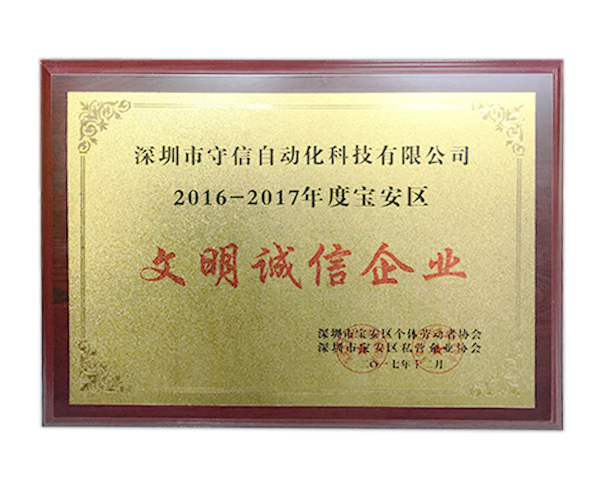 深圳市守信自动化科技有限公司
2016-2017年度宝安区
文明诚信企业
深圳市宝安区个体劳动者协会
深圳市宝安区私营企业协会
二〇一七年十二月